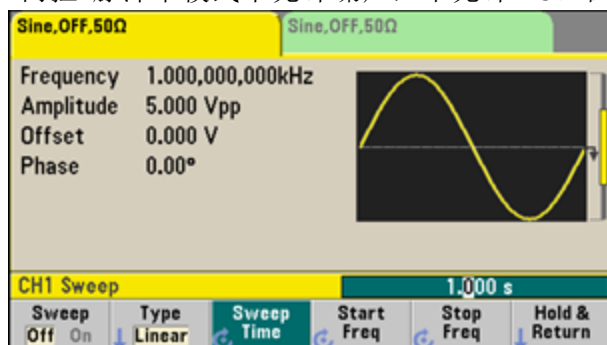 Sine,OFF,50Ω
Sine,OFF,50Ω
Frequency 1.000,000,000kHz
Amplitude 5.000 Vpp
Offset 0.000 V
Phase 0.00°
CH1 Sweep
1.000 s
Sweep Off On
Type Linear
Sweep Time
Start Freq
Stop Freq
Hold & Return